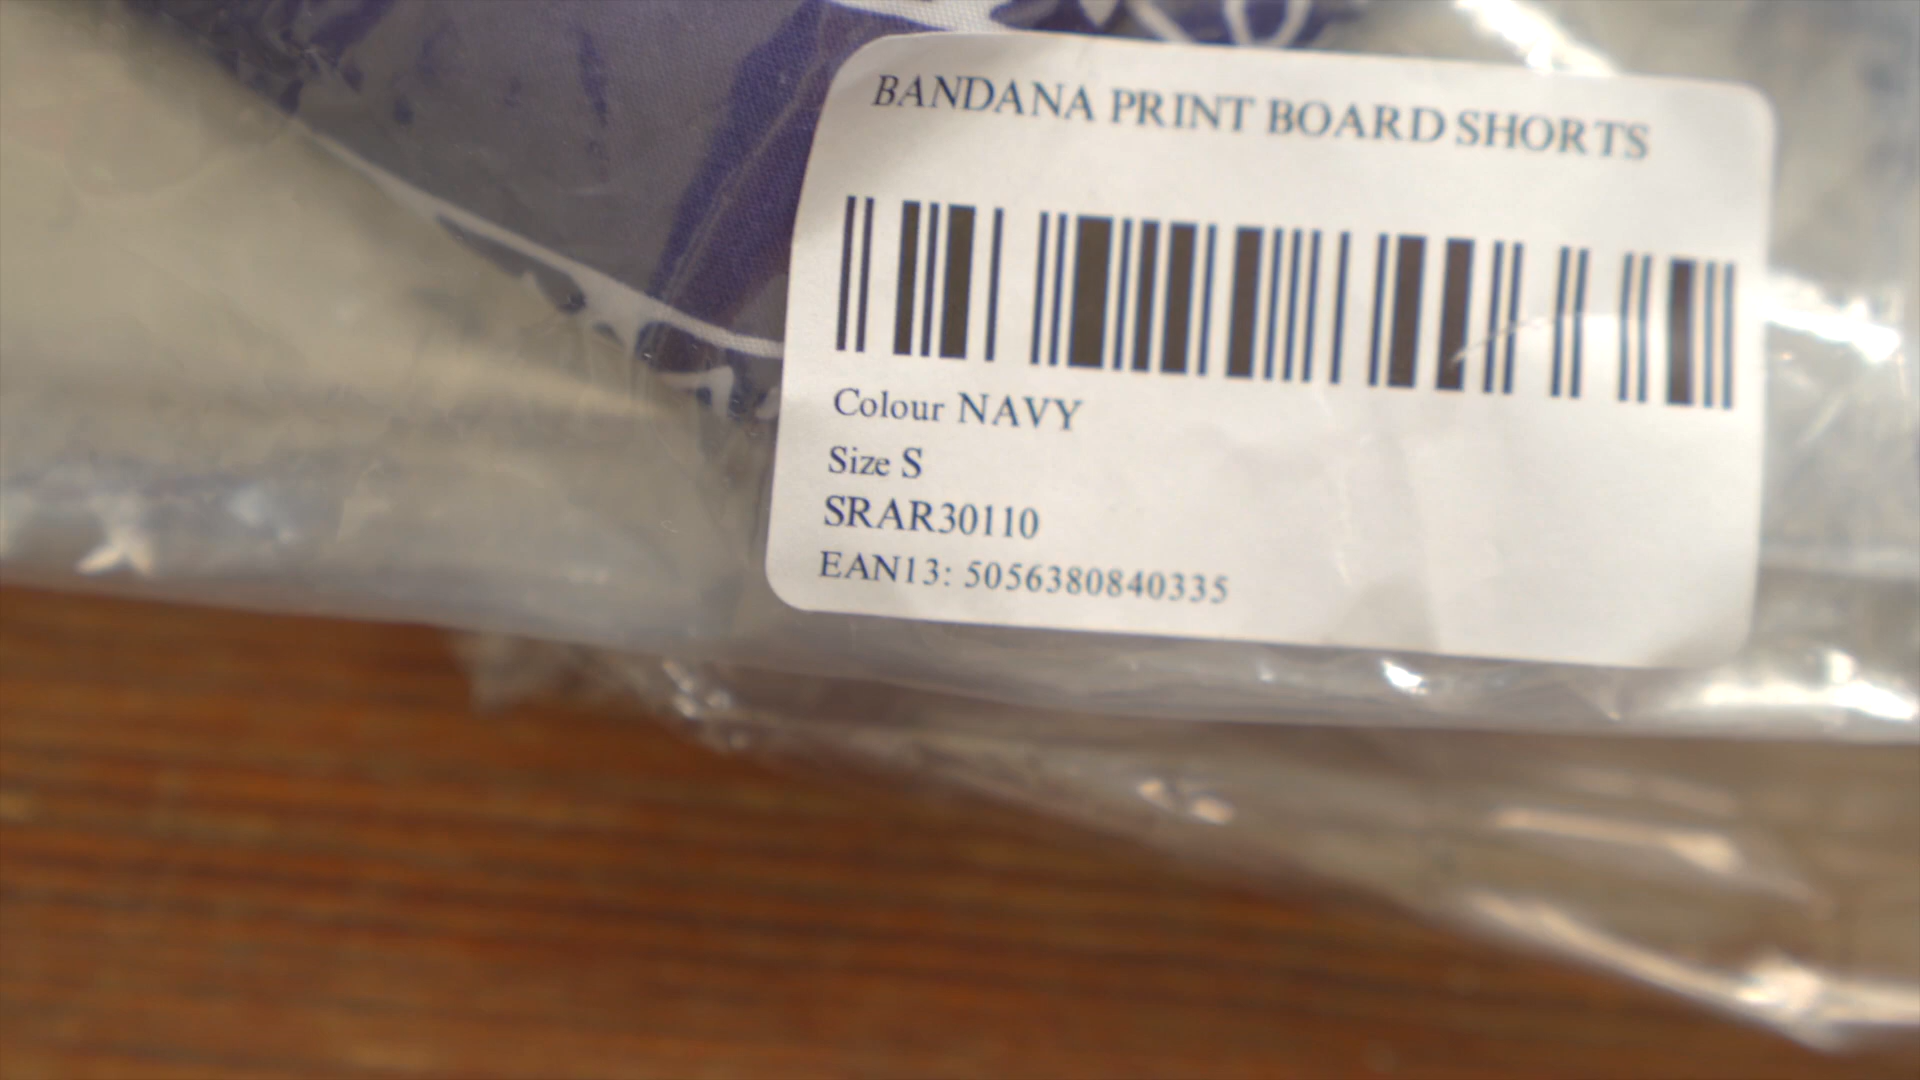 BANDANA PRINT BOARD SHORTS
Colour NAVY
Size S
SRAR30110
EAN13: 5056380840335